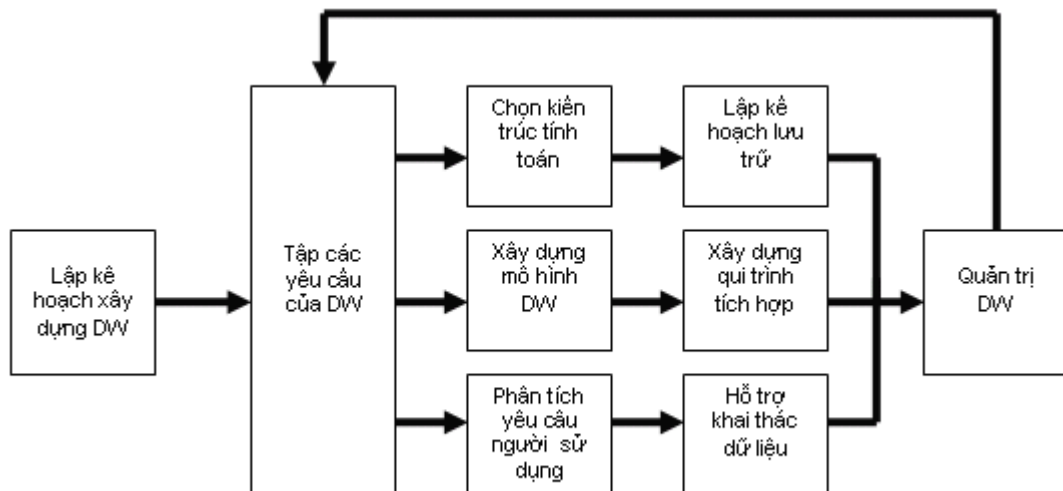 Chọn kiến
trúc tính
toán
Lập kế
hoạch lưu
trữ
Lập kế
hoạch xây
dựng DW
Tập các
yêu cầu
của DW
Xây dựng
mô hình
DW
Xây dựng
qui trình
tích hợp
Quản trị
DW
Phân tích
yêu cầu
người sử
dụng
Hỗ trợ
khai thác
dữ liệu